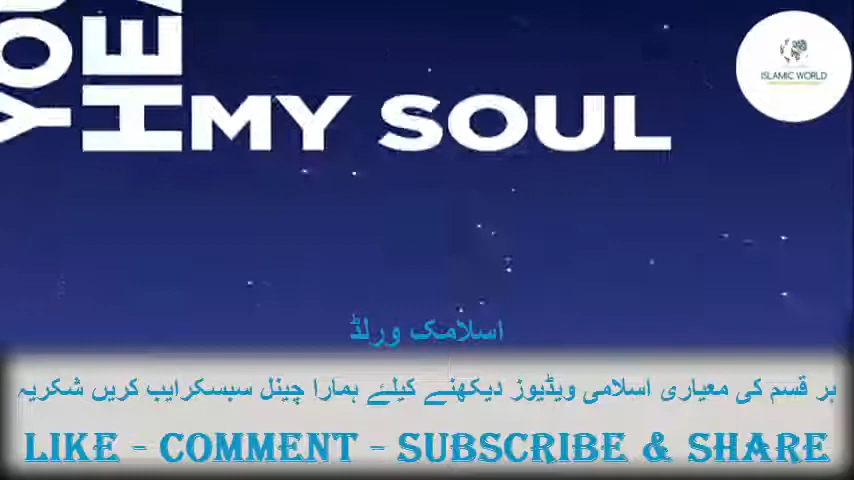 MY SOUL
ISLAMIC WORLD
اسلامک ورلڈ
ہر قسم کی معیاری اسلامی ویڈیوز دیکھنے کیلئے ہمارا چینل سبسکرایب کریں شکریہ
LIKE - COMMENT - SUBSCRIBE & SHARE